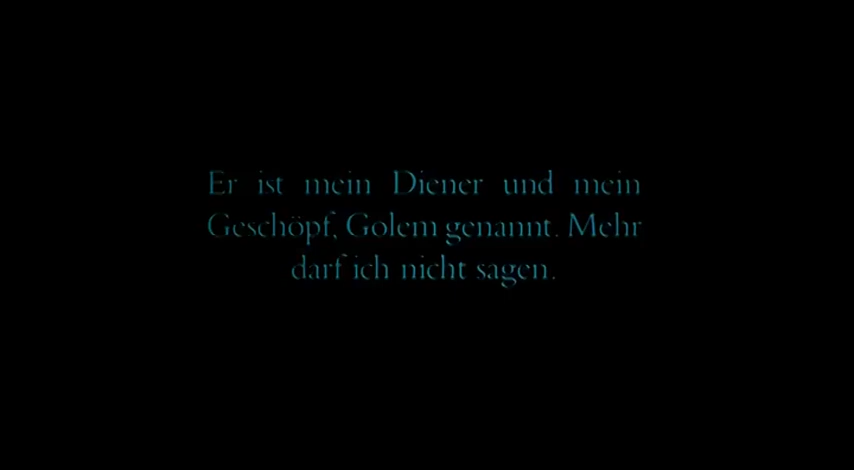 Er ist mein Diener und mein
Geschöpf, Golem genannt. Mehr
darf ich nicht sagen.